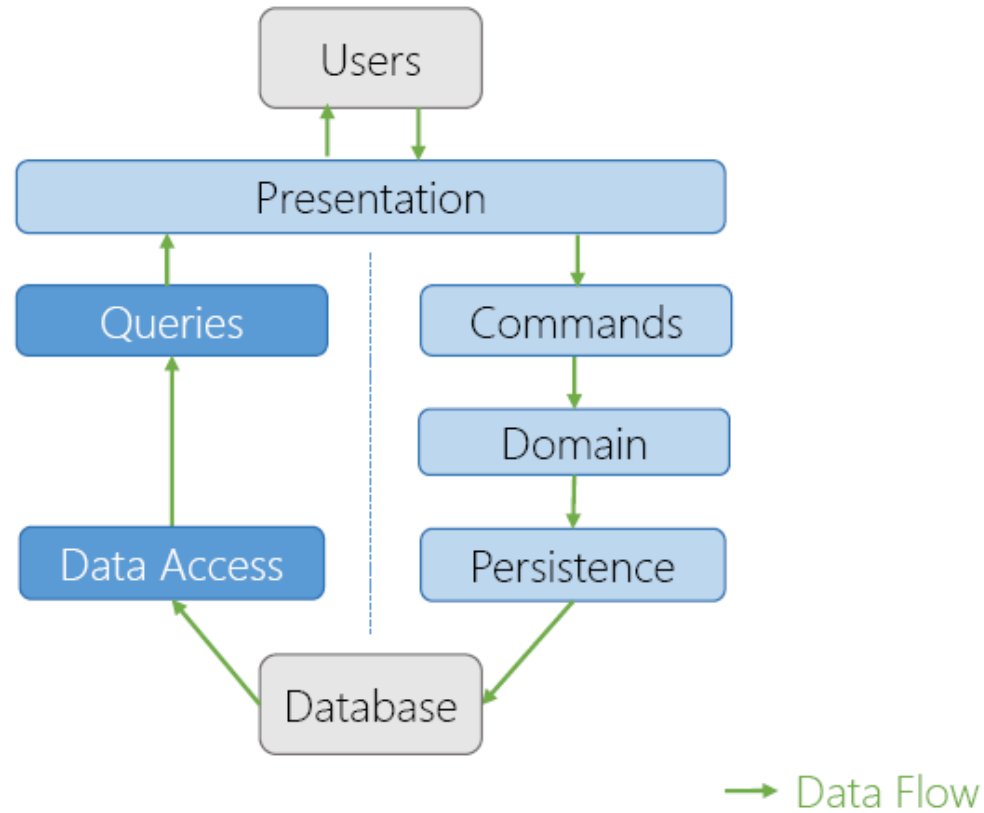 Users
Presentation
Queries
Commands
Domain
Data Access
Persistence
Database
Data Flow